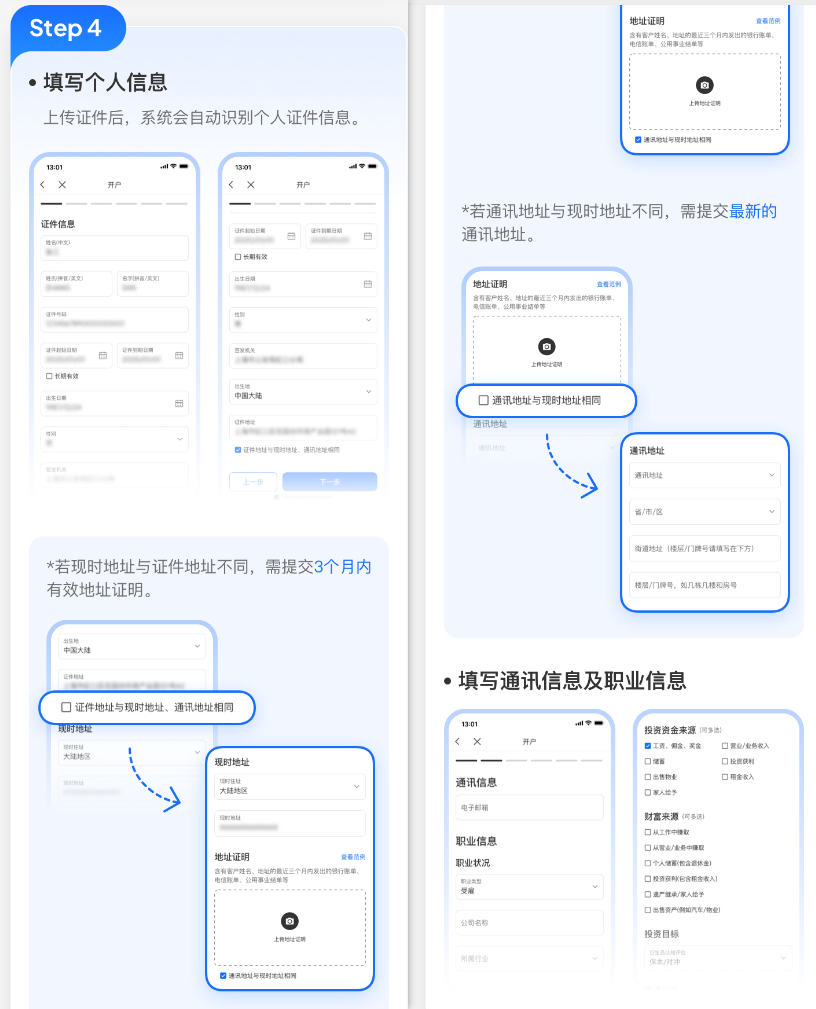 Step 4
• 填写个人信息
上传证件后，系统会自动识别个人证件信息。
13:01
开户
证件信息
姓名(中文)
姓氏(拼音/英文)
名字(拼音/英文)
证件号码
证件起始日期
证件到期日期
长期有效
出生日期
性别
签发机关
13:01
开户
证件起始日期
证件到期日期
长期有效
出生日期
性别
签发机关
出生地
中国大陆
证件地址
证件地址与现时地址、通讯地址相同
上一步
下一步
*若现时地址与证件地址不同，需提交3个月内
有效地址证明。
出生地
中国大陆
证件地址
证件地址与现时地址、通讯地址相同
现时地址
现时住址
大陆地区
现时地址
现时地址
现时住址
大陆地区
现时地址
地址证明
查看范例
含有客户姓名、地址的最近三个月内发出的银行账单、
电信账单、公用事业结单等
上传地址证明
通讯地址与现时地址相同
地址证明
查看范例
含有客户姓名、地址的最近三个月内发出的银行账单、
电信账单、公用事业结单等
上传地址证明
通讯地址与现时地址相同
*若通讯地址与现时地址不同，需提交最新的
通讯地址。
地址证明
查看范例
含有客户姓名、地址的最近三个月内发出的银行账单、
电信账单、公用事业结单等
上传地址证明
通讯地址与现时地址相同
通讯地址
通讯地址
通讯地址
通讯地址
省/市/区
街道地址（楼层/门牌号请填写在下方）
楼层/门牌号，如几栋几楼和房号
• 填写通讯信息及职业信息
13:01
开户
通讯信息
电子邮箱
职业信息
职业状况
职业类型
受雇
公司名称
所属行业
投资资金来源（可多选）
工资、佣金、奖金
营业/业务收入
储蓄
投资获利
出售物业
租金收入
家人给予
财富来源（可多选）
从工作中赚取
从营业/业务中赚取
个人储蓄(包含退休金)
投资获利(包含租金收入)
遗产继承/家人给予
出售资产(例如汽车/物业)
投资目标
保本/对冲